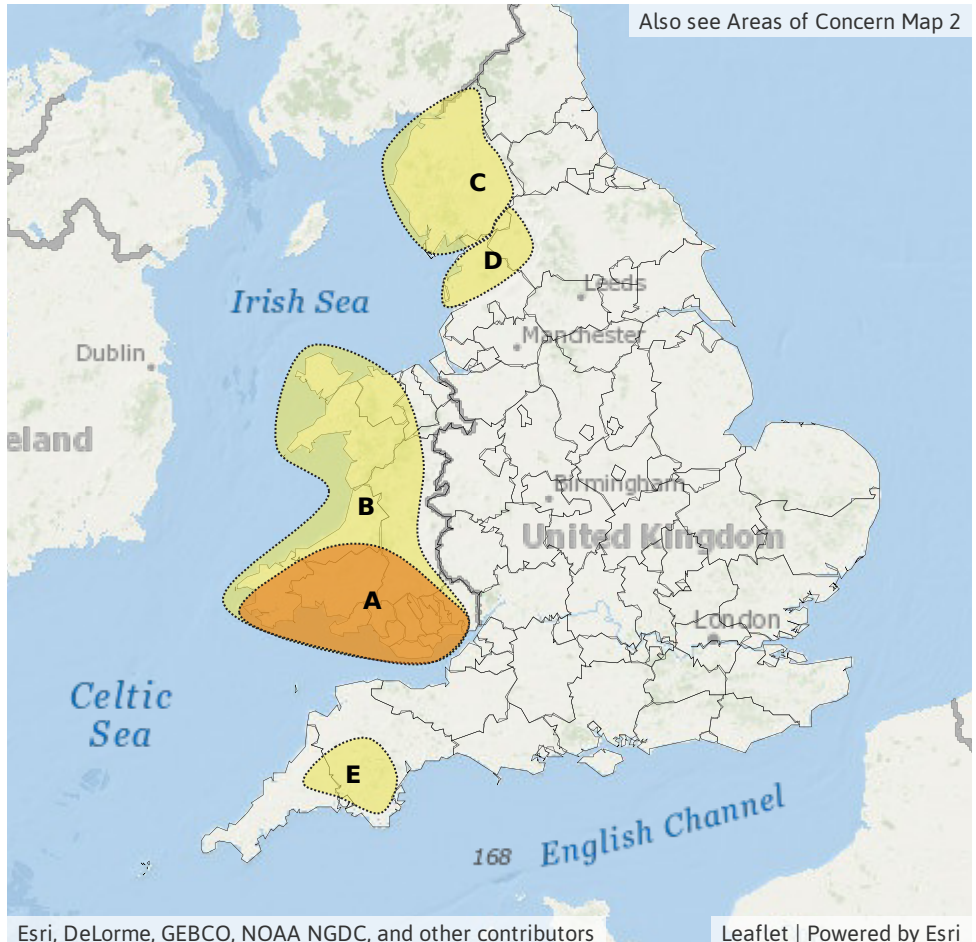 Also see Areas of Concern Map 2
C
D
Leeds
Irish Sea
Manchester
Dublin
eland
Birmingham
B
United Kingdom
A
London
Celtic
Sea
E
English Channel
168
Esri, DeLorme, GEBCO, NOAA NGDC, and other contributors
Leaflet | Powered by Esri